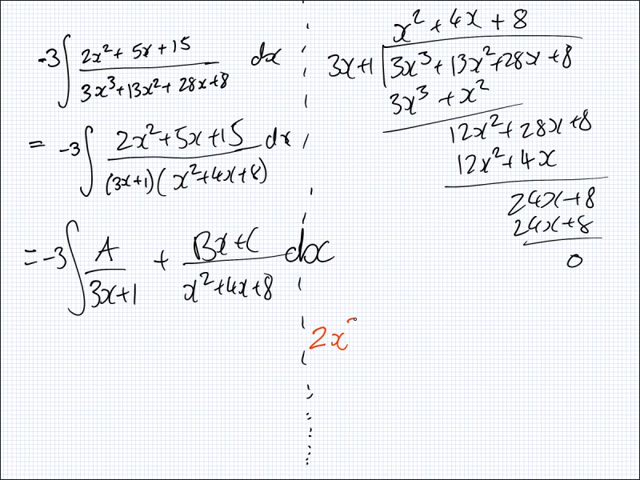 -3∫ (2x² + 5x + 15)/(3x³ + 13x² + 28x + 8) dx
= -3∫ (2x² + 5x + 15)/((3x+1)(x² + 4x + 8)) dx
= -3∫ A/(3x+1) + (Bx+C)/(x² + 4x + 8) dx
x² + 4x + 8
3x+1 ) 3x³ + 13x² + 28x + 8
3x³ + x²
12x² + 28x + 8
12x² + 4x
24x + 8
24x + 8
0
2x